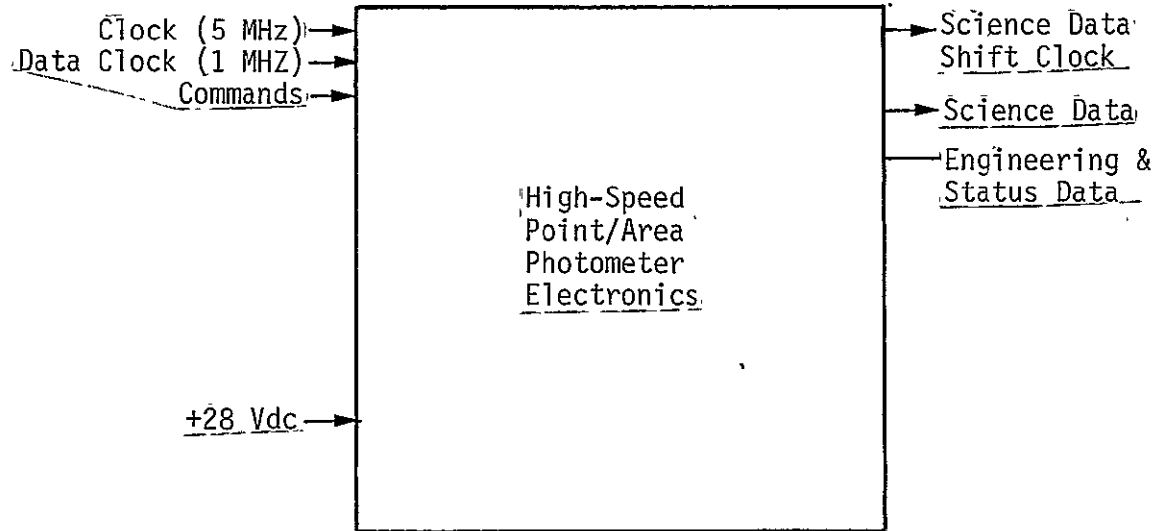 Clock (5 MHz)
Data Clock (1 MHZ)
Commands
+28 Vdc
High-Speed
Point/Area
Photometer
Electronics
Science Data
Shift Clock
Science Data
Engineering &
Status Data